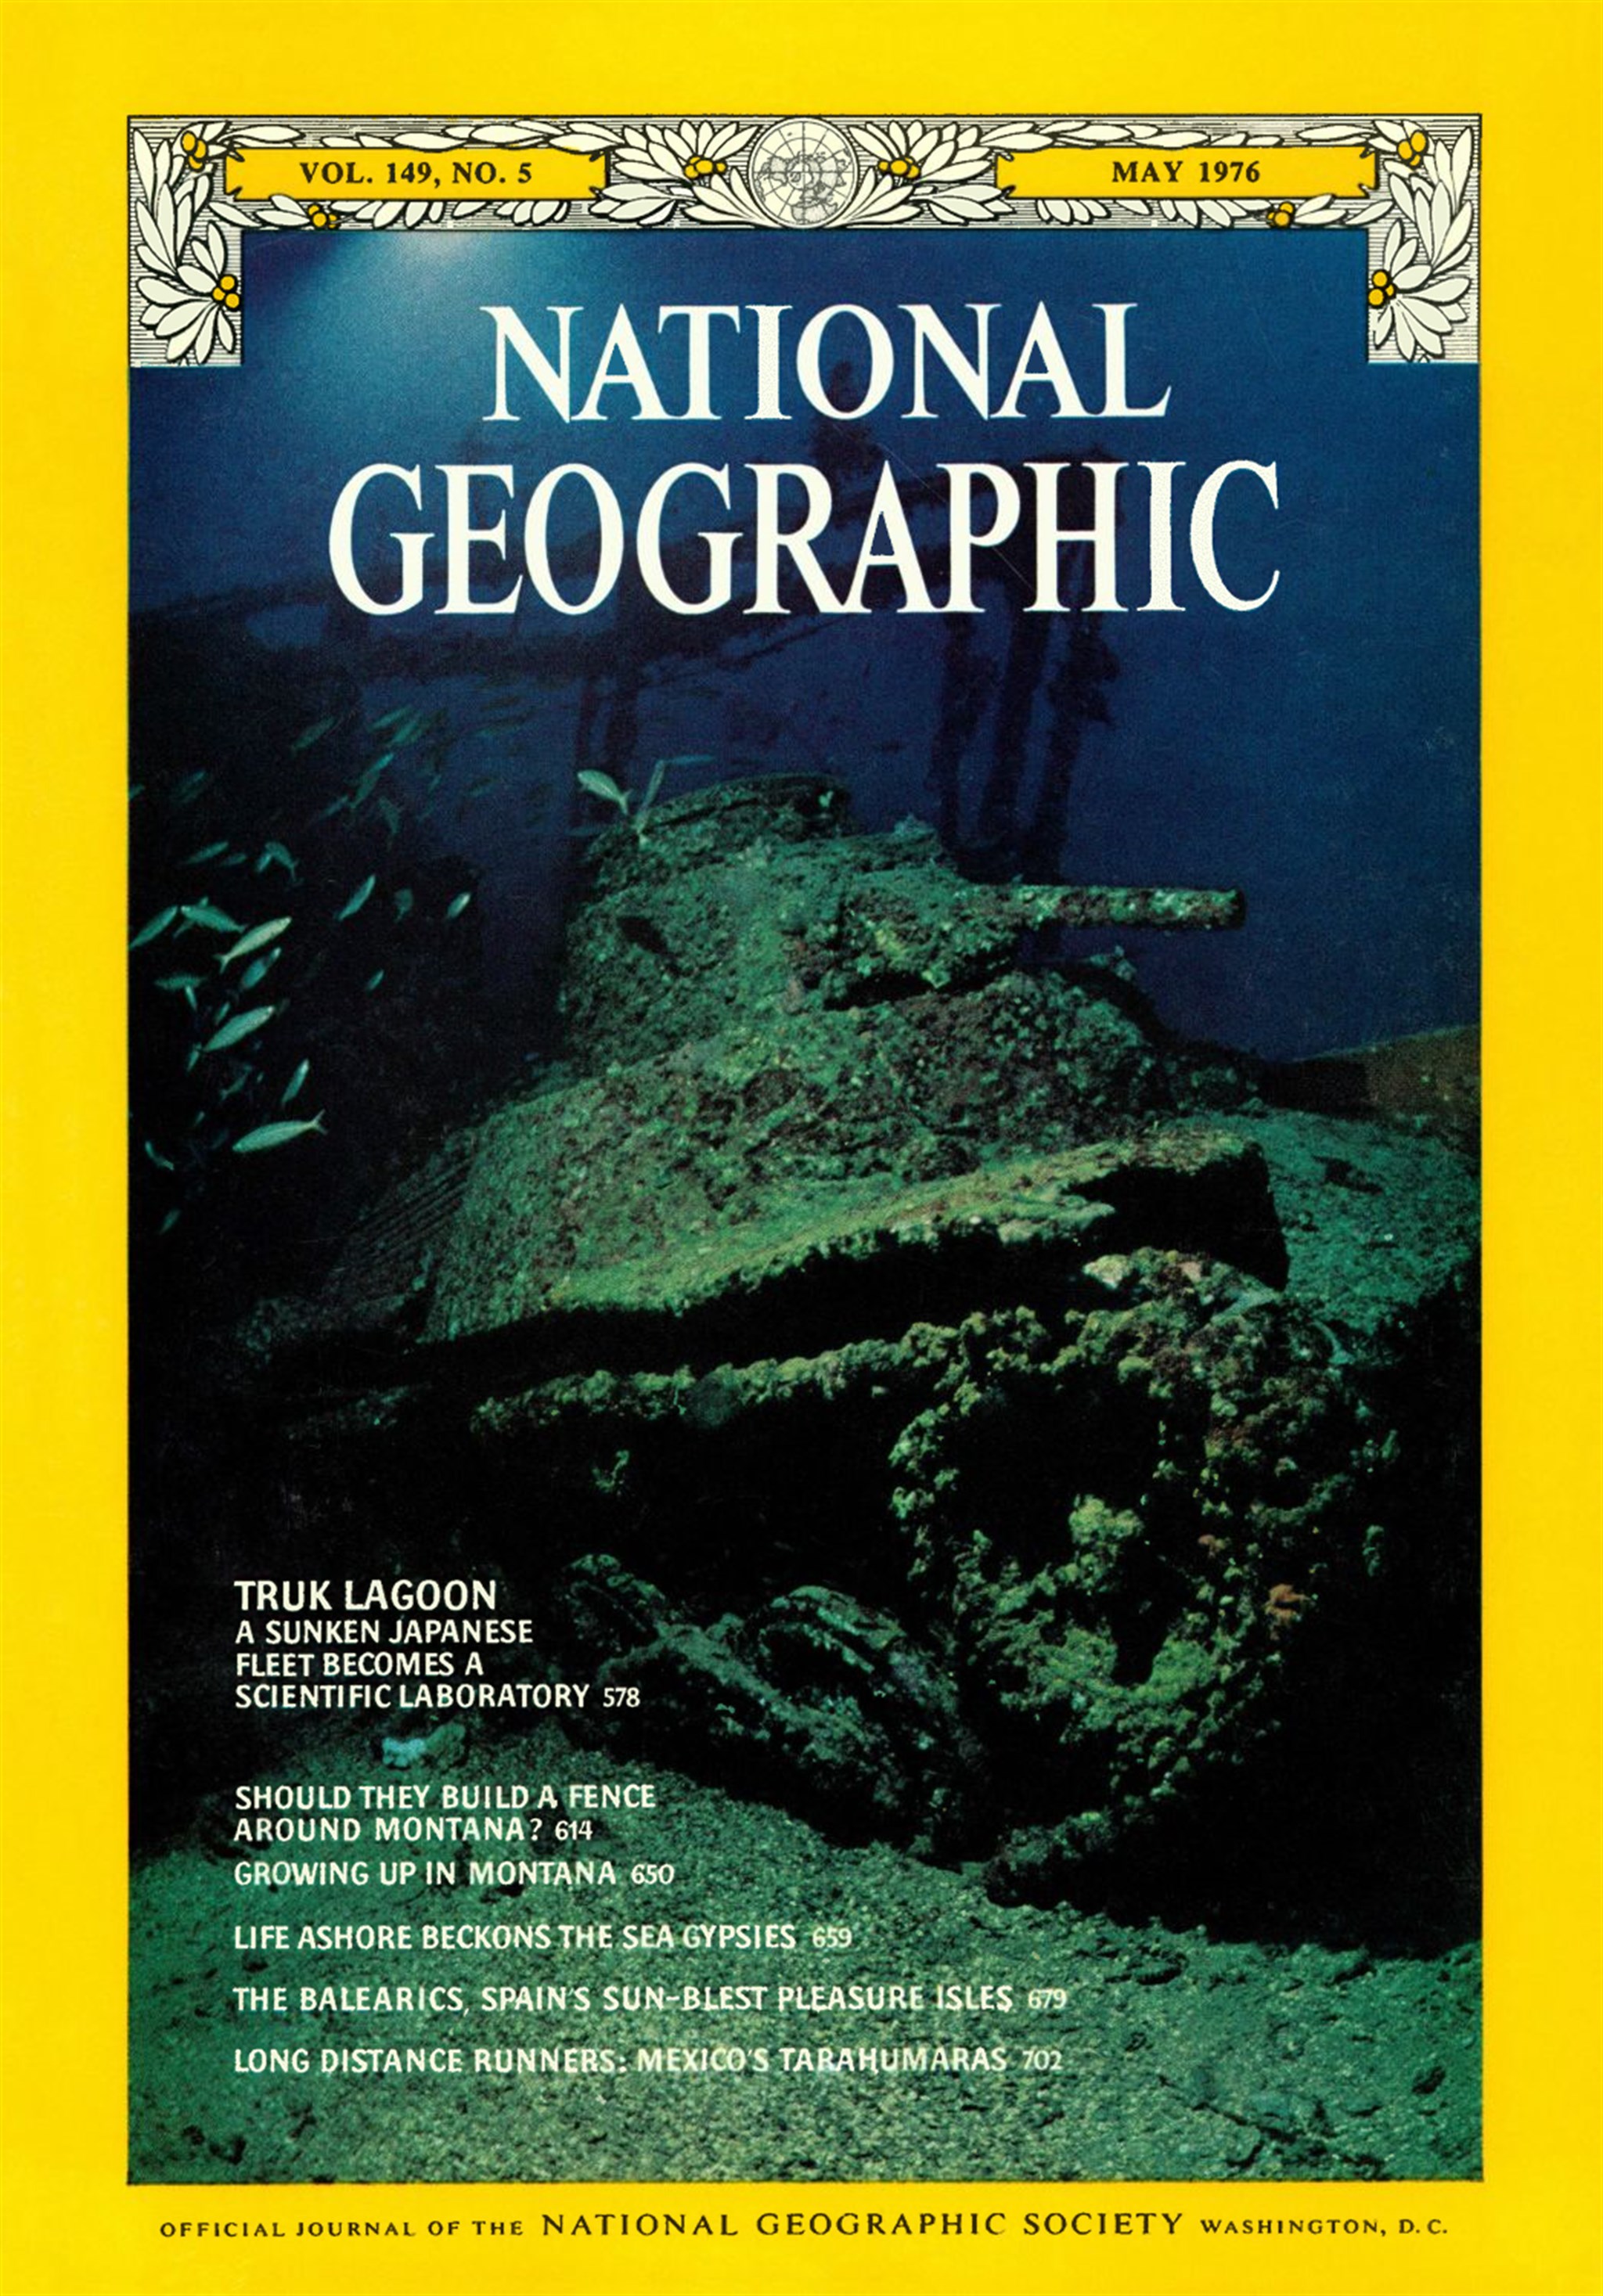 VOL. 149, NO. 5
MAY 1976
NATIONAL
GEOGRAPHIC
TRUK LAGOON
A SUNKEN JAPANESE
FLEET BECOMES A
SCIENTIFIC LABORATORY 578
SHOULD THEY BUILD A FENCE
AROUND MONTANA? 614
GROWING UP IN MONTANA 650
LIFE ASHORE BECKONS THE SEA GYPSIES 659
THE BALEARICS, SPAIN'S SUN-BLEST PLEASURE ISLES 679
LONG DISTANCE RUNNERS: MEXICO'S TARAHUMARAS 702
OFFICIAL JOURNAL OF THE NATIONAL GEOGRAPHIC SOCIETY WASHINGTON, D.C.